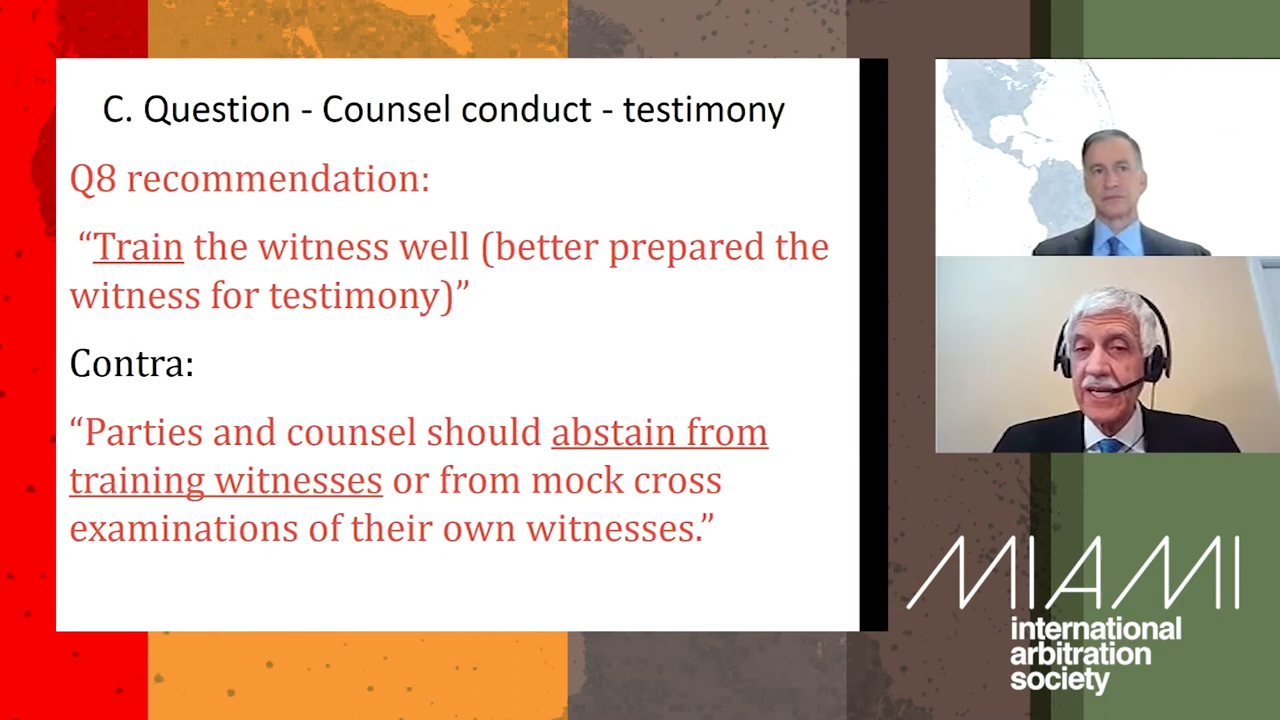 C. Question - Counsel conduct - testimony
Q8 recommendation:
“Train the witness well (better prepared the
witness for testimony)”
Contra:
“Parties and counsel should abstain from
training witnesses or from mock cross
examinations of their own witnesses.”
MIAMI
international
arbitration
society